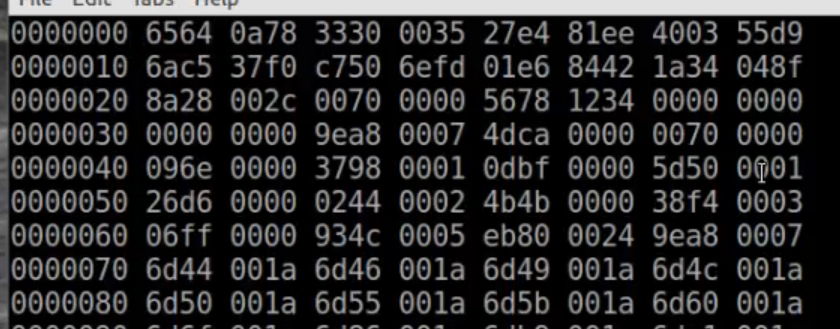 File Edit Tabs Help
0000000 6564 0a78 3330 0035 27e4 81ee 4003 55d9
0000010 6ac5 37f0 c750 6efd 01e6 8442 1a34 048f
0000020 8a28 002c 0070 0000 5678 1234 0000 0000
0000030 0000 0000 9ea8 0007 4dca 0000 0070 0000
0000040 096e 0000 3798 0001 0dbf 0000 5d50 0001
0000050 26d6 0000 0244 0002 4b4b 0000 38f4 0003
0000060 06ff 0000 934c 0005 eb80 0024 9ea8 0007
0000070 6d44 001a 6d46 001a 6d49 001a 6d4c 001a
0000080 6d50 001a 6d55 001a 6d5b 001a 6d60 001a